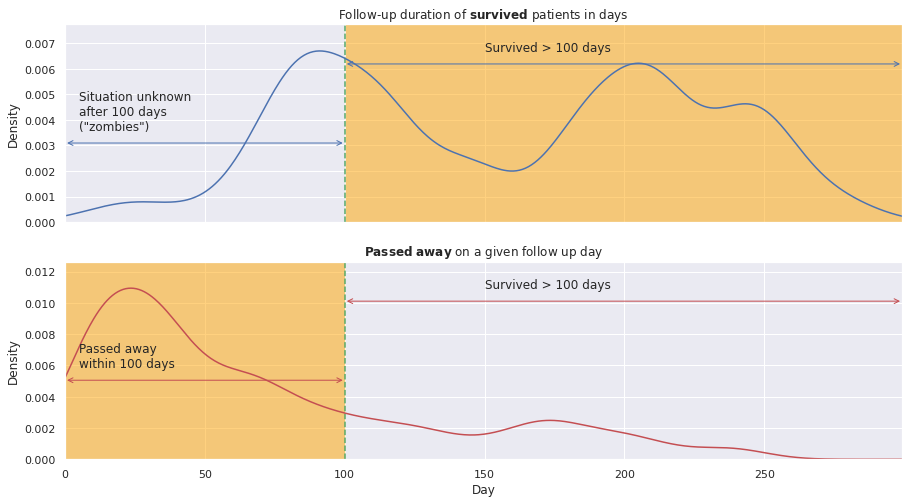 Follow-up duration of survived patients in days
0.007
0.006
0.005
0.004
0.003
0.002
0.001
0.000
Density
Survived > 100 days
Situation unknown
after 100 days
("zombies")
Passed away on a given follow up day
0.012
0.010
0.008
0.006
0.004
0.002
0.000
Density
Survived > 100 days
Passed away
within 100 days
0 50 100 150 200 250
Day